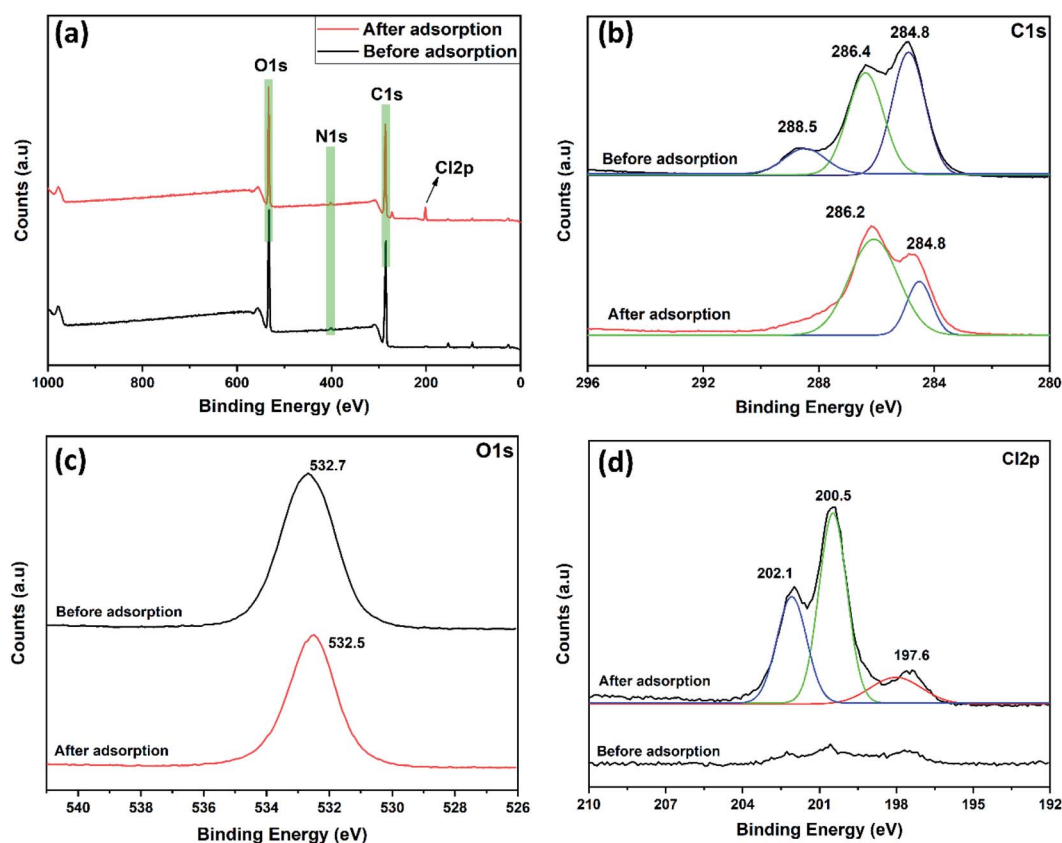 (a)
After adsorption
Before adsorption
O1s
N1s
C1s
Cl2p
Counts (a.u)
1000 800 600 400 200 0
Binding Energy (eV)
(b)
C1s
284.8
286.4
288.5
Before adsorption
286.2
284.8
After adsorption
Counts (a.u)
296 292 288 284 280
Binding Energy (eV)
(c)
O1s
532.7
Before adsorption
532.5
After adsorption
Counts (a.u)
540 538 536 534 532 530 528 526
Binding Energy (eV)
(d)
Cl2p
200.5
202.1
197.6
After adsorption
Before adsorption
Counts (a.u)
210 207 204 201 198 195 192
Binding Energy (eV)